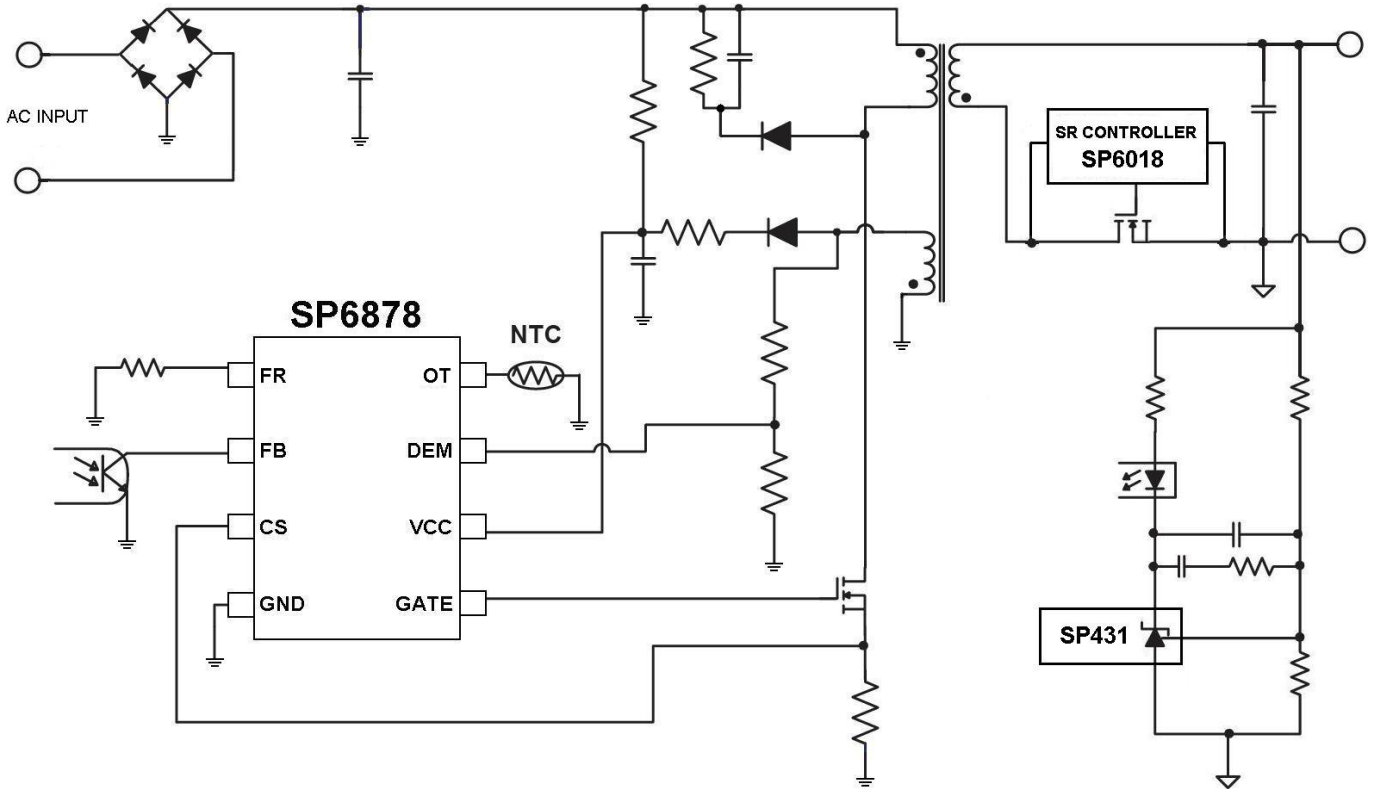 AC INPUT
SR CONTROLLER
SP6018
SP6878
NTC
FR
OT
FB
DEM
CS
VCC
GND
GATE
SP431